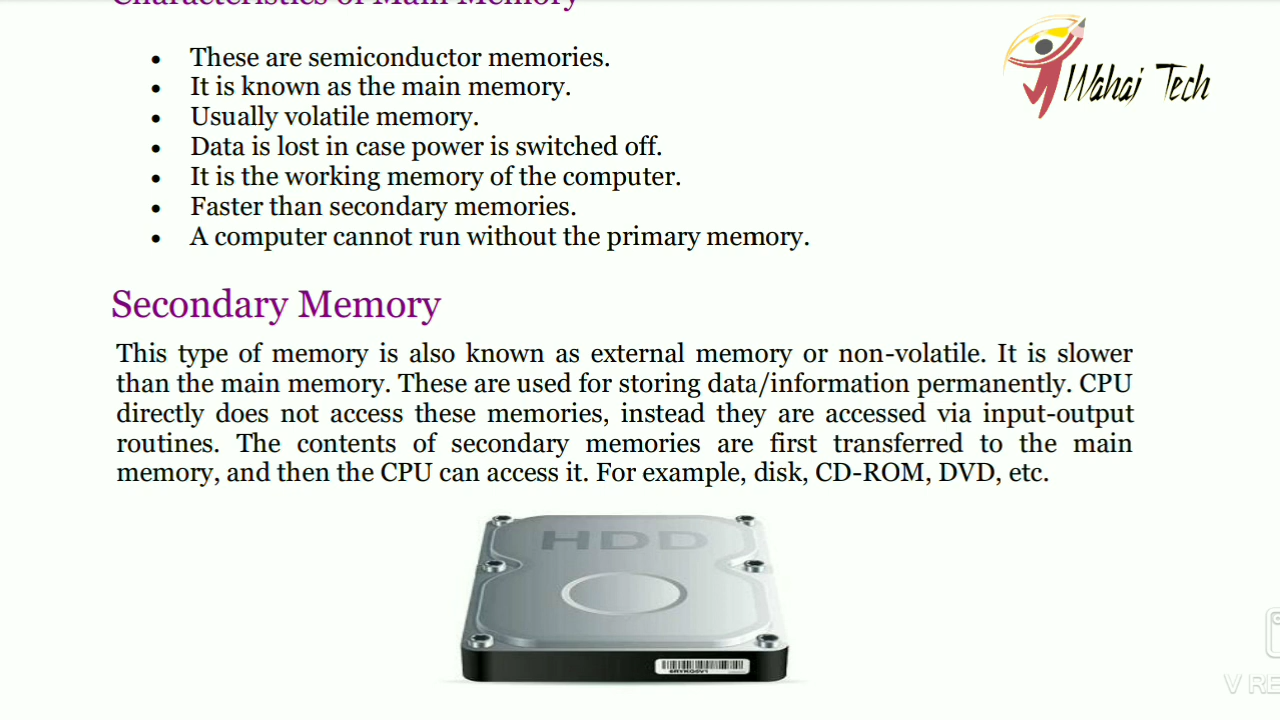 Characteristics of Main Memory
• These are semiconductor memories.
• It is known as the main memory.
• Usually volatile memory.
• Data is lost in case power is switched off.
• It is the working memory of the computer.
• Faster than secondary memories.
• A computer cannot run without the primary memory.
Wahaj Tech
Secondary Memory
This type of memory is also known as external memory or non-volatile. It is slower
than the main memory. These are used for storing data/information permanently. CPU
directly does not access these memories, instead they are accessed via input-output
routines. The contents of secondary memories are first transferred to the main
memory, and then the CPU can access it. For example, disk, CD-ROM, DVD, etc.
HDD
V RE